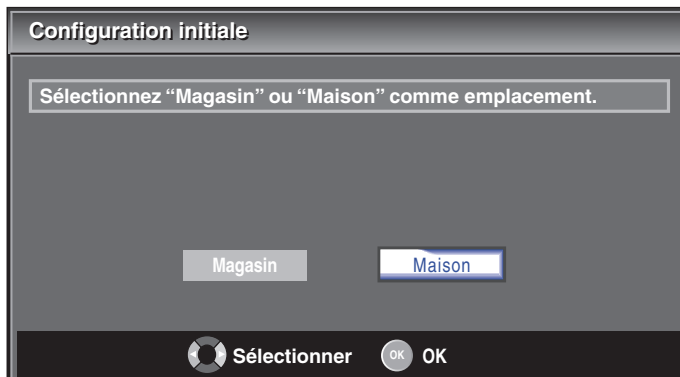 Configuration initiale
Sélectionnez “Magasin” ou “Maison” comme emplacement.
Magasin Maison
Sélectionner OK OK